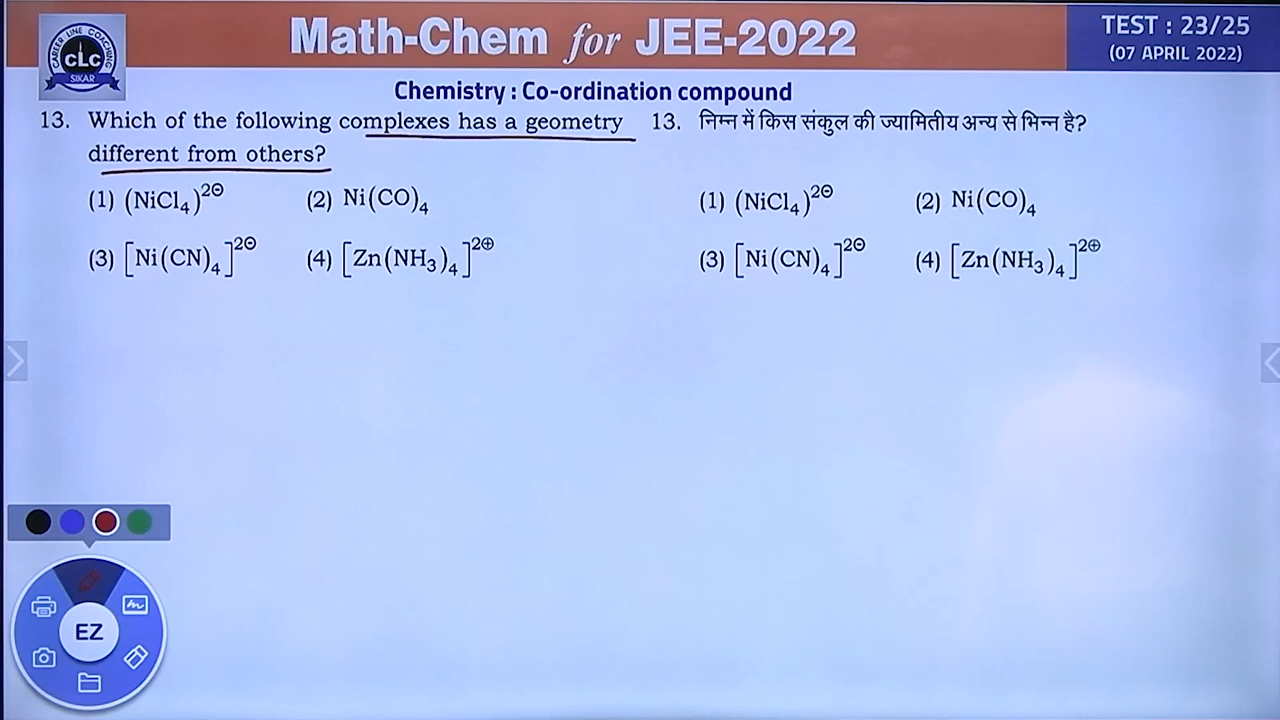 Math-Chem for JEE-2022
TEST : 23/25
(07 APRIL 2022)
CAREER LINE COACHING
CLC
SIKAR
Chemistry : Co-ordination compound
13. Which of the following complexes has a geometry
different from others?
(1) (NiCl₄)²⊖ (2) Ni(CO)₄
(3) [Ni(CN)₄]²⊖ (4) [Zn(NH₃)₄]²⊕
13. निम्न में किस संकुल की ज्यामितीय अन्य से भिन्न है?
(1) (NiCl₄)²⊖ (2) Ni(CO)₄
(3) [Ni(CN)₄]²⊖ (4) [Zn(NH₃)₄]²⊕
EZ